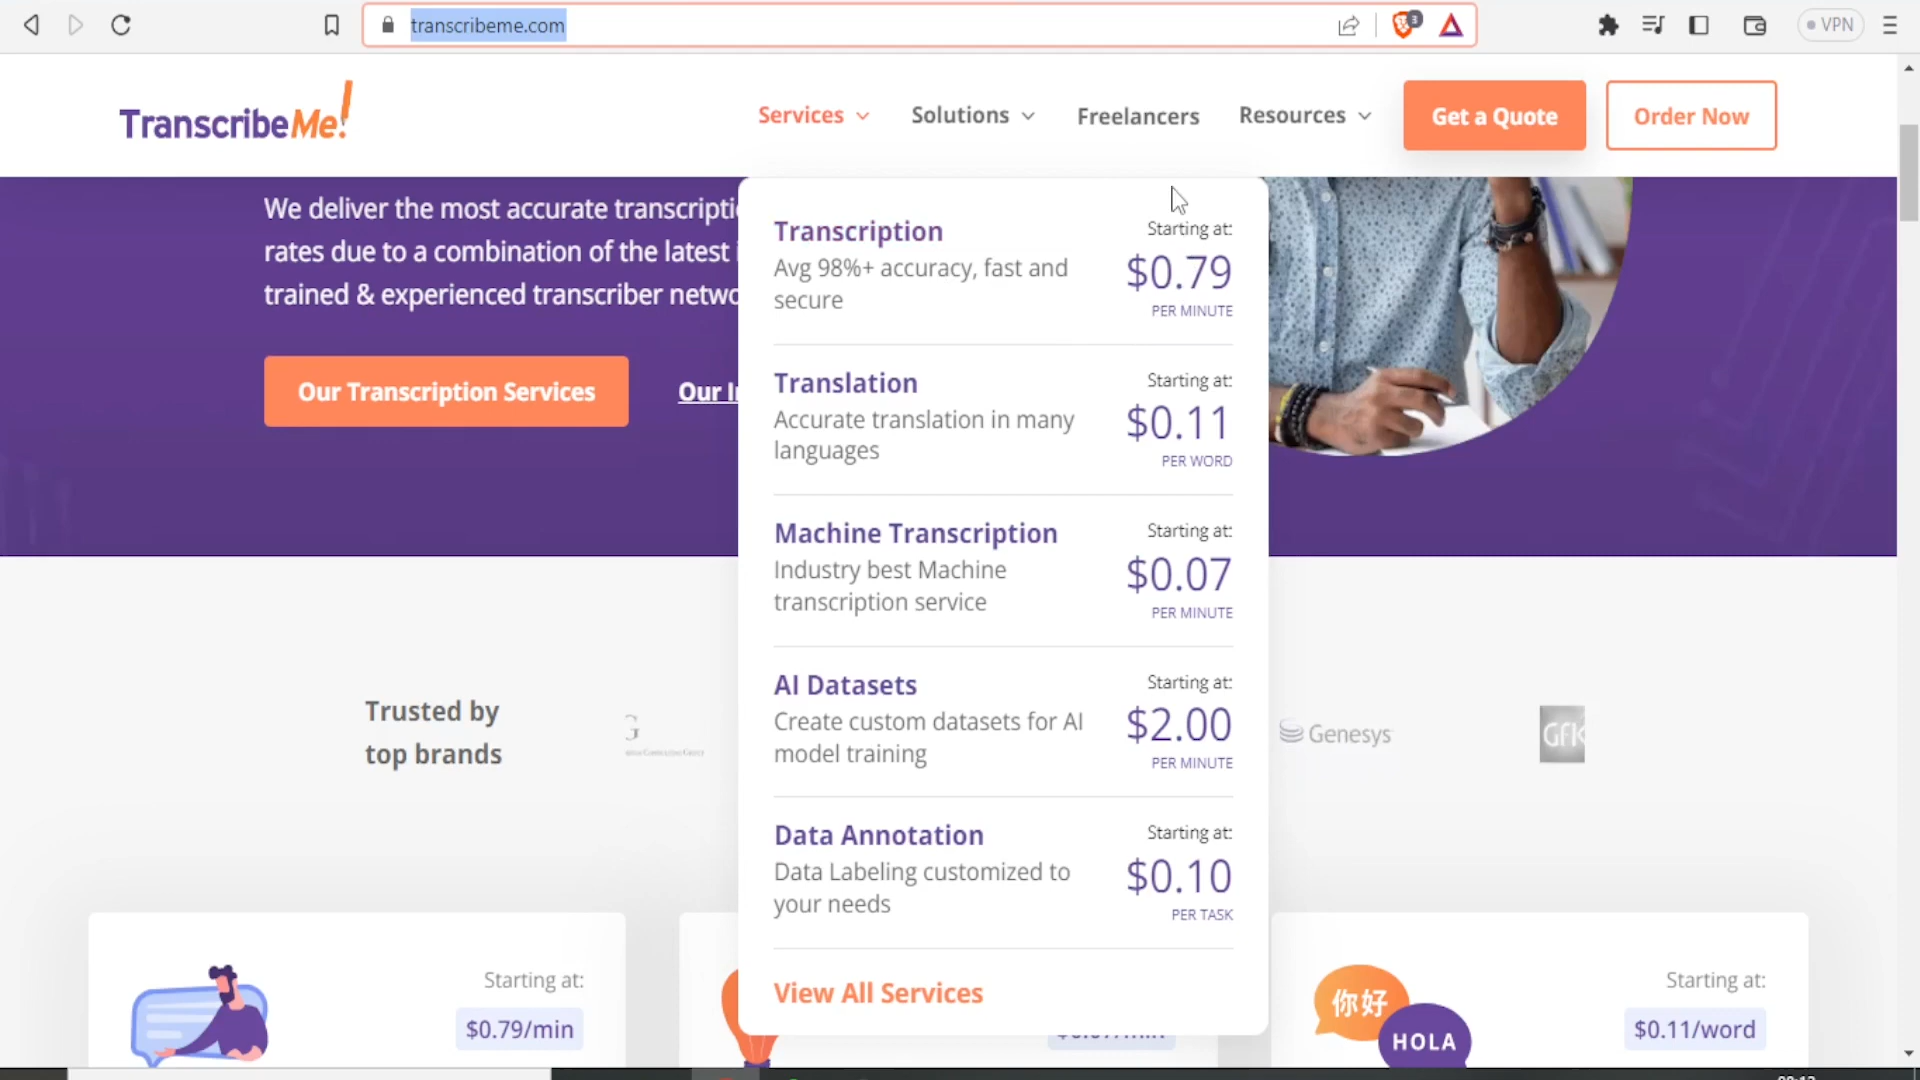 transcribeme.com
3
VPN
TranscribeMe!
Services
Solutions
Freelancers
Resources
Get a Quote
Order Now
We deliver the most accurate
rates due to a combination of the latest
trained & experienced transcriber
Our Transcription Services
Our
Transcription
Avg 98%+ accuracy, fast and
secure
Starting at:
$0.79
PER MINUTE
Translation
Accurate translation in many
languages
Starting at:
$0.11
PER WORD
Machine Transcription
Industry best Machine
transcription service
Starting at:
$0.07
PER MINUTE
AI Datasets
Create custom datasets for AI
model training
Starting at:
$2.00
PER MINUTE
Data Annotation
Data Labeling customized to
your needs
Starting at:
$0.10
PER TASK
View All Services
Trusted by
top brands
Genesys
GfK
Starting at:
$0.79/min
Starting at:
$0.11/word
你好
HOLA